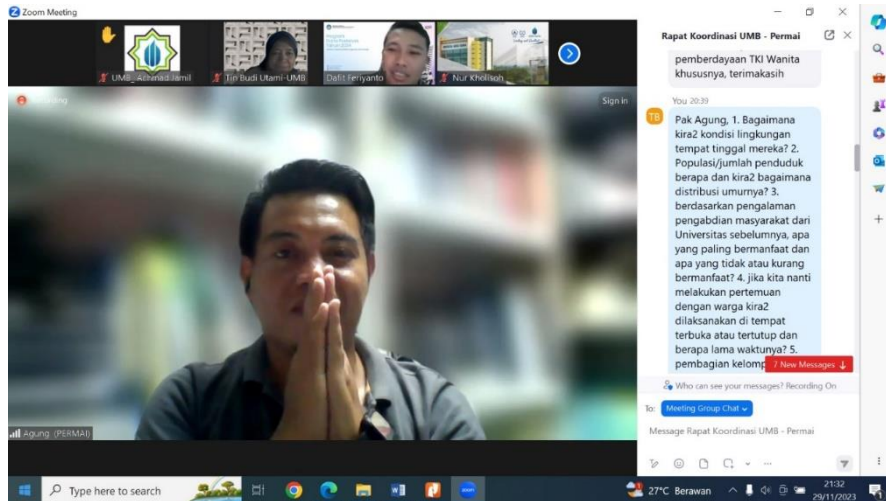 Zoom Meeting
UMB_ Achmad Jamil
Tin Budi Utami-UMB
Dafit Feriyanto
Nur Kholisoh
Recording
Sign in
Agung (PERMAI)
Rapat Koordinasi UMB - Permai
pemberdayaan TKI Wanita
khususnya, terimakasih
You 20:39
TB
Pak Agung, 1. Bagaimana
kira2 kondisi lingkungan
tempat tinggal mereka? 2.
Populasi/jumlah penduduk
berapa dan kira2 bagaimana
distribusi umurnya? 3.
berdasarkan pengalaman
pengabdian masyarakat dari
Universitas sebelumnya, apa
yang paling bermanfaat dan
apa yang tidak atau kurang
bermanfaat? 4. jika kita nanti
melakukan pertemuan
dengan warga kira2
dilaksanakan di tempat
terbuka atau tertutup dan
berapa lama waktunya? 5.
pembagian kelomp
7 New Messages
Who can see your messages? Recording On
To: Meeting Group Chat
Message Rapat Koordinasi UMB - Permai
Type here to search
27°C Berawan
21:32
29/11/2023